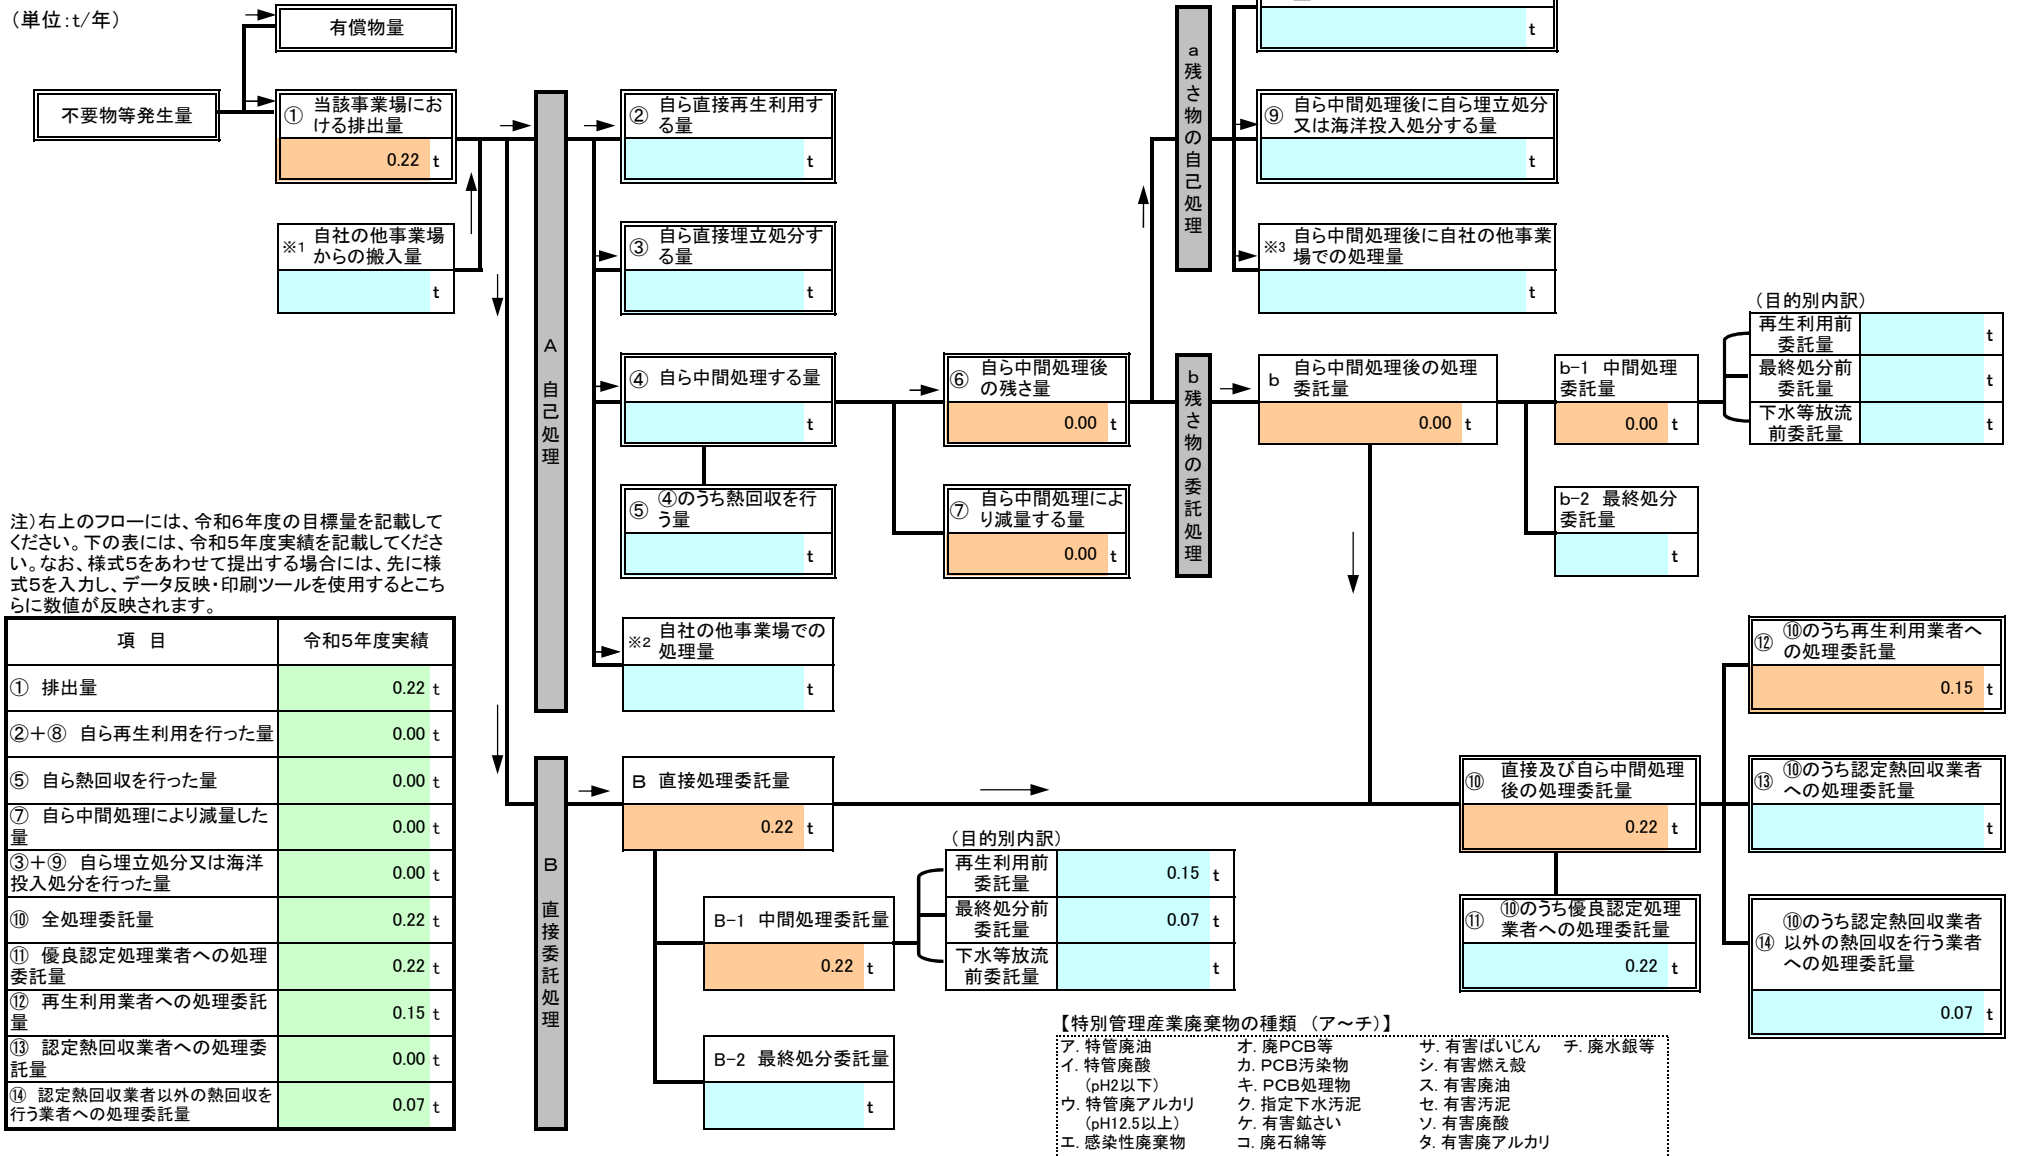 （単位:t/年）
有償物量
不要物等発生量
① 当該事業場にお
ける排出量
0.22 t
※1 自社の他事業場
からの搬入量
t
A 自己処理
② 自ら直接再生利用す
る量
t
③ 自ら直接埋立処分す
る量
t
④ 自ら中間処理する量
t
⑤ ④のうち熱回収を行
う量
t
※2 自社の他事業場での
処理量
t
⑥ 自ら中間処理後
の残さ量
0.00 t
⑦ 自ら中間処理によ
り減量する量
0.00 t
a 残さ物の自己処理
t
⑨ 自ら中間処理後に自ら埋立処分
又は海洋投入処分する量
t
※3 自ら中間処理後に自社の他事業
場での処理量
t
b 残さ物の委託処理
b 自ら中間処理後の処理
委託量
0.00 t
b-1 中間処理
委託量
0.00 t
b-2 最終処分
委託量
t
（目的別内訳）
再生利用前
委託量
t
最終処分前
委託量
t
下水等放流
前委託量
t
注）右上のフローには、令和6年度の目標量を記載して
ください。下の表には、令和5年度実績を記載してくださ
い。なお、様式5をあわせて提出する場合には、先に様
式5を入力し、データ反映・印刷ツールを使用するとこち
らに数値が反映されます。
項 目 令和5年度実績
① 排出量 0.22 t
②＋⑧ 自ら再生利用を行った量 0.00 t
⑤ 自ら熱回収を行った量 0.00 t
⑦ 自ら中間処理により減量した
量 0.00 t
③＋⑨ 自ら埋立処分又は海洋
投入処分を行った量 0.00 t
⑩ 全処理委託量 0.22 t
⑪ 優良認定処理業者への処理
委託量 0.22 t
⑫ 再生利用業者への処理委託
量 0.15 t
⑬ 認定熱回収業者への処理委
託量 0.00 t
⑭ 認定熱回収業者以外の熱回収を
行う業者への処理委託量 0.07 t
B 直接委託処理
B 直接処理委託量
0.22 t
B-1 中間処理委託量
0.22 t
B-2 最終処分委託量
t
（目的別内訳）
再生利用前
委託量
0.15 t
最終処分前
委託量
0.07 t
下水等放流
前委託量
t
⑩ 直接及び自ら中間処理
後の処理委託量
0.22 t
⑪ ⑩のうち優良認定処理
業者への処理委託量
0.22 t
⑫ ⑩のうち再生利用業者へ
の処理委託量
0.15 t
⑬ ⑩のうち認定熱回収業者
への処理委託量
t
⑭ ⑩のうち認定熱回収業者
以外の熱回収を行う業者
への処理委託量
0.07 t
【特別管理産業廃棄物の種類 （ア～チ）】
ア. 特管廃油 オ. 廃PCB等 サ. 有害ばいじん チ. 廃水銀等
イ. 特管廃酸 カ. PCB汚染物 シ. 有害燃え殻
（pH2以下） キ. PCB処理物 ス. 有害廃油
ウ. 特管廃アルカリ ク. 指定下水汚泥 セ. 有害汚泥
（pH12.5以上） ケ. 有害鉱さい ソ. 有害廃酸
エ. 感染性廃棄物 コ. 廃石綿等 タ. 有害廃アルカリ